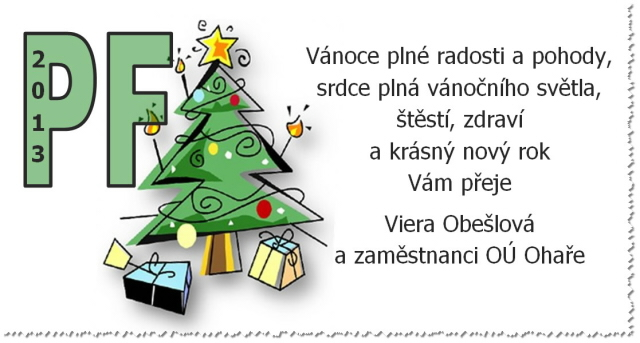 PF
2013
Vánoce plné radosti a pohody,
srdce plná vánočního světla,
štěstí, zdraví
a krásný nový rok
Vám přeje
Viera Obešlová
a zaměstnanci OÚ Ohaře